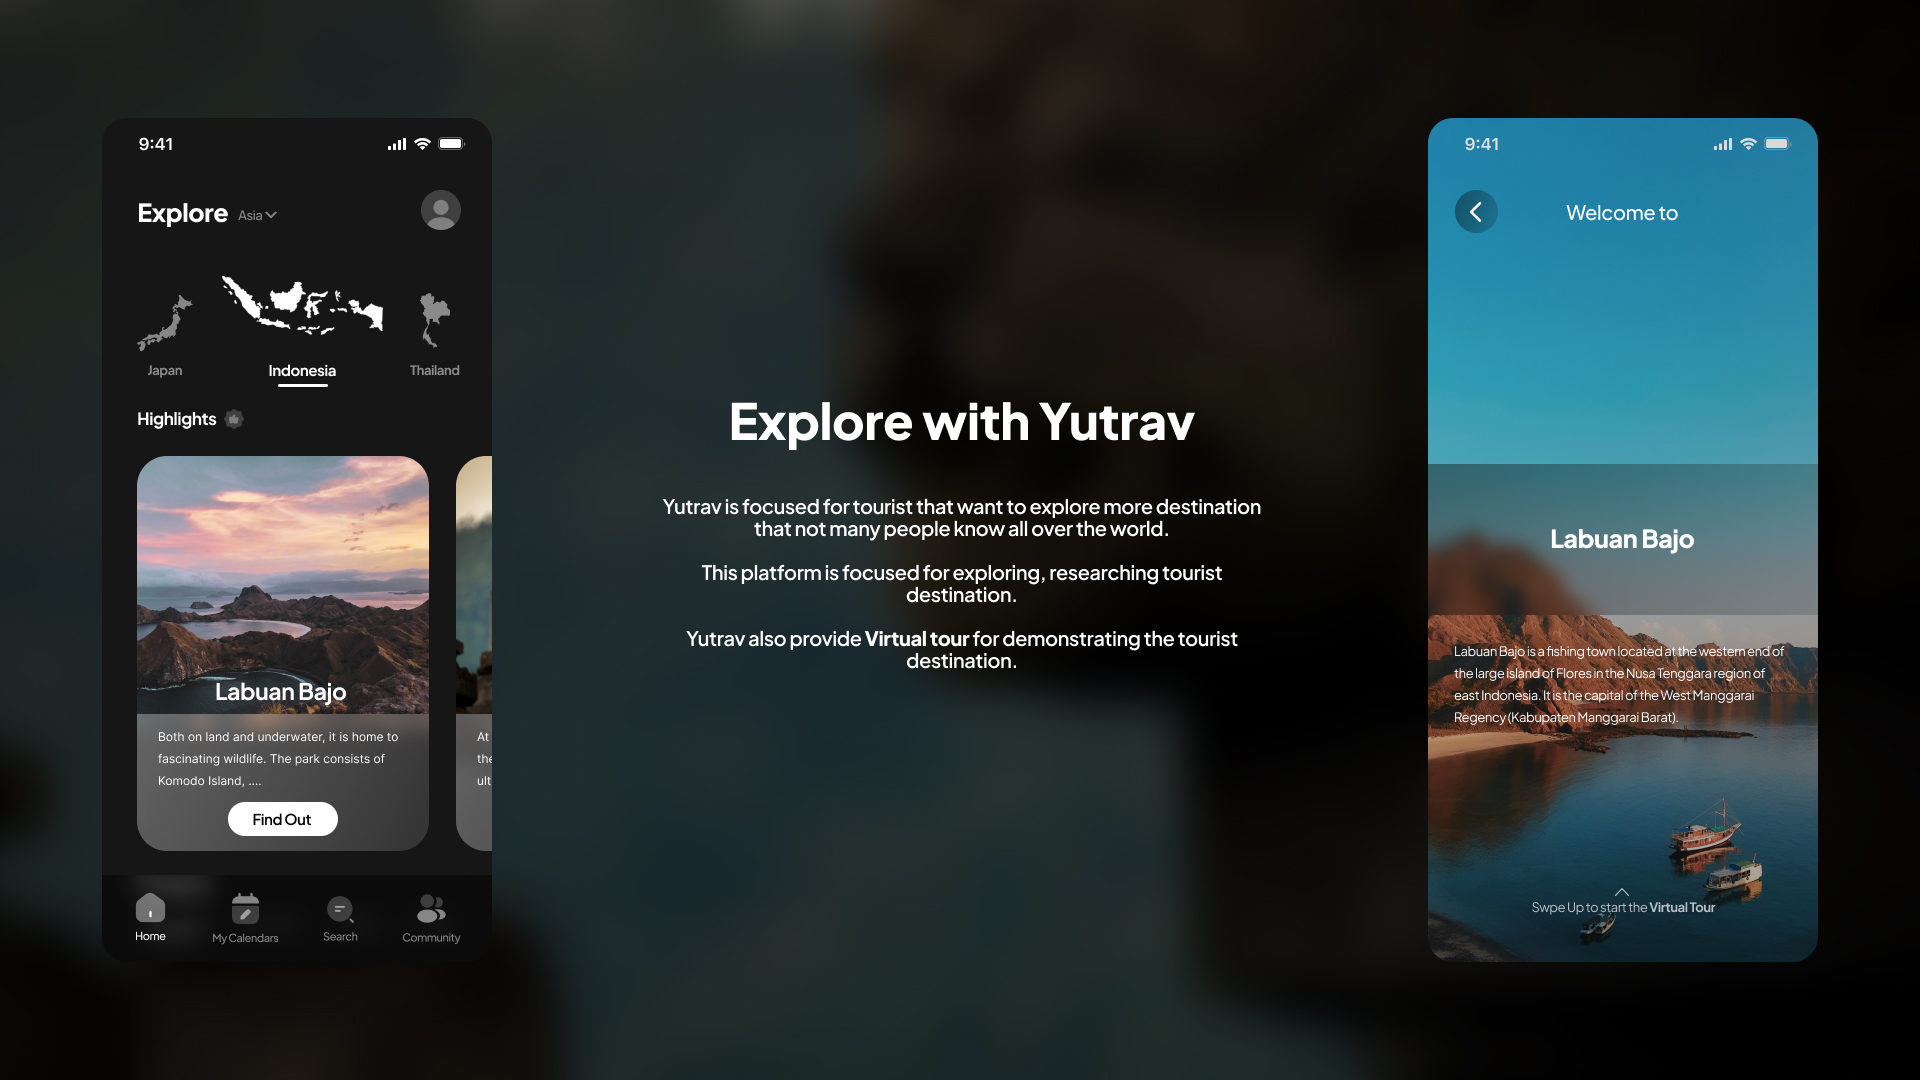 9:41
Explore Asia
Japan
Indonesia
Thailand
Highlights
Labuan Bajo
Both on land and underwater, it is home to
fascinating wildlife. The park consists of
Komodo Island, ....
Find Out
At
the
ult
Home
My Calendars
Search
Community
Explore with Yutrav
Yutrav is focused for tourist that want to explore more destination
that not many people know all over the world.
This platform is focused for exploring, researching tourist
destination.
Yutrav also provide Virtual tour for demonstrating the tourist
destination.
9:41
Welcome to
Labuan Bajo
Labuan Bajo is a fishing town located at the western end of
the large island of Flores in the Nusa Tenggara region of
east Indonesia. It is the capital of the West Manggarai
Regency (Kabupaten Manggarai Barat).
Swpe Up to start the Virtual Tour